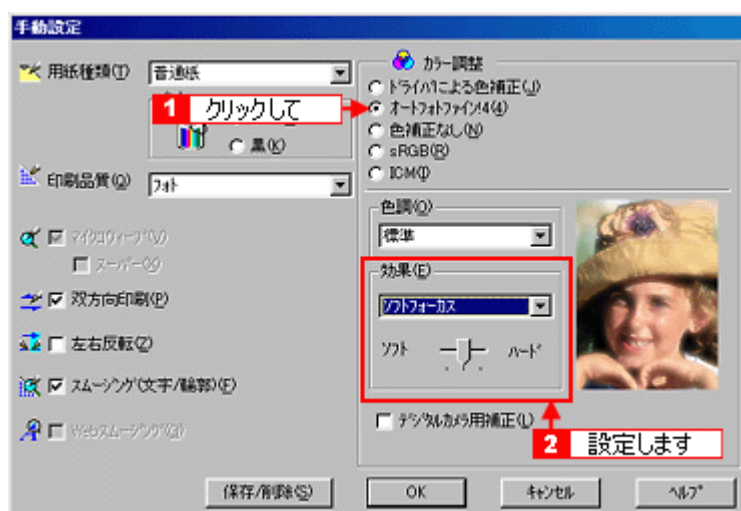 手動設定
用紙種類(T)
普通紙
1 クリックして
黒(K)
印刷品質(Q)
フォト
マイクロウィーブ(V)
スーパー(X)
双方向印刷(P)
左右反転(Z)
スムージング(文字/輪郭)(E)
Webスムージング(G)
カラー調整
ドライバによる色補正(J)
オートフォトファイン!4(4)
色補正なし(N)
sRGB(R)
ICM(I)
色調(O)
標準
効果(E)
ソフトフォーカス
ソフト
ハード
デジタルカメラ用補正(L)
2 設定します
保存/削除(S)
OK
キャンセル
ヘルプ